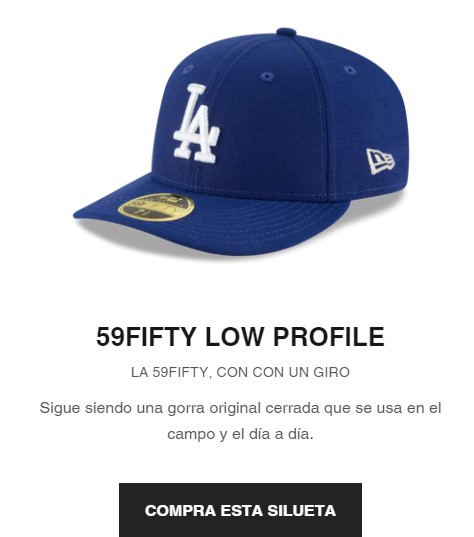 LA
59FIFTY LOW PROFILE
LA 59FIFTY, CON CON UN GIRO
Sigue siendo una gorra original cerrada que se usa en el
campo y el día a día.
COMPRA ESTA SILUETA